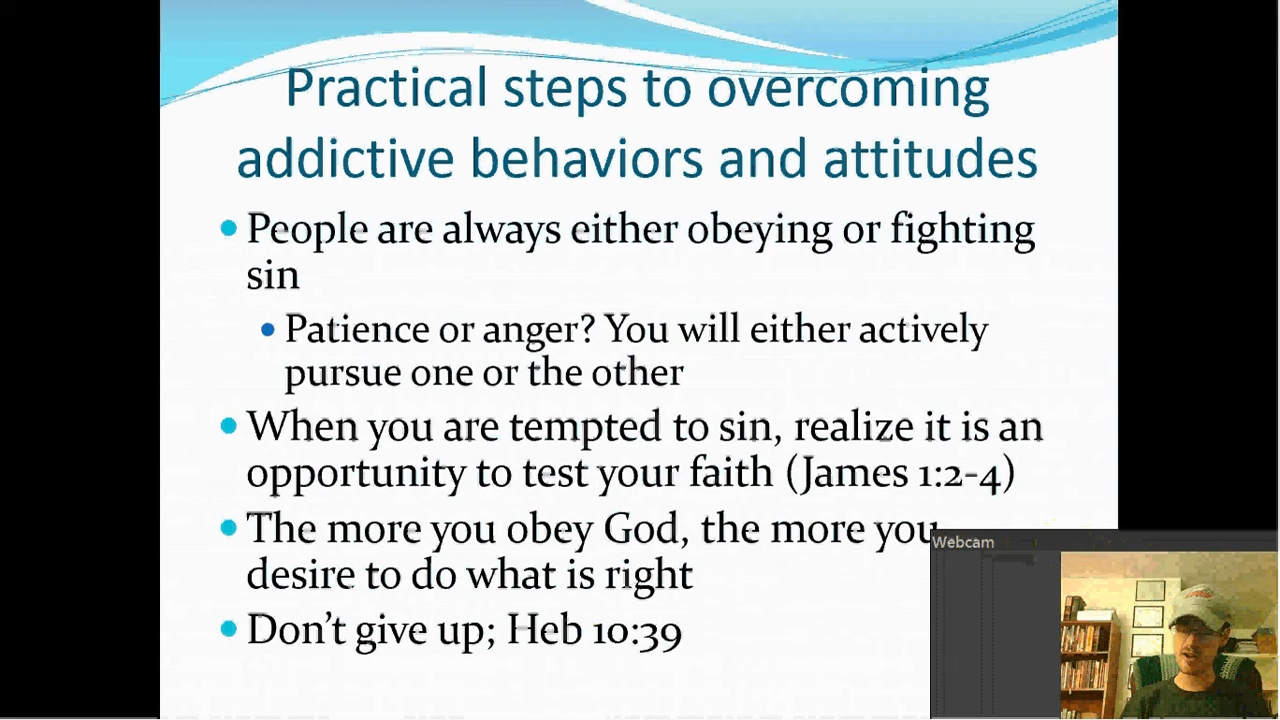 Practical steps to overcoming
addictive behaviors and attitudes
• People are always either obeying or fighting
sin
• Patience or anger? You will either actively
pursue one or the other
• When you are tempted to sin, realize it is an
opportunity to test your faith (James 1:2-4)
• The more you obey God, the more you
desire to do what is right
• Don't give up; Heb 10:39
Webcam